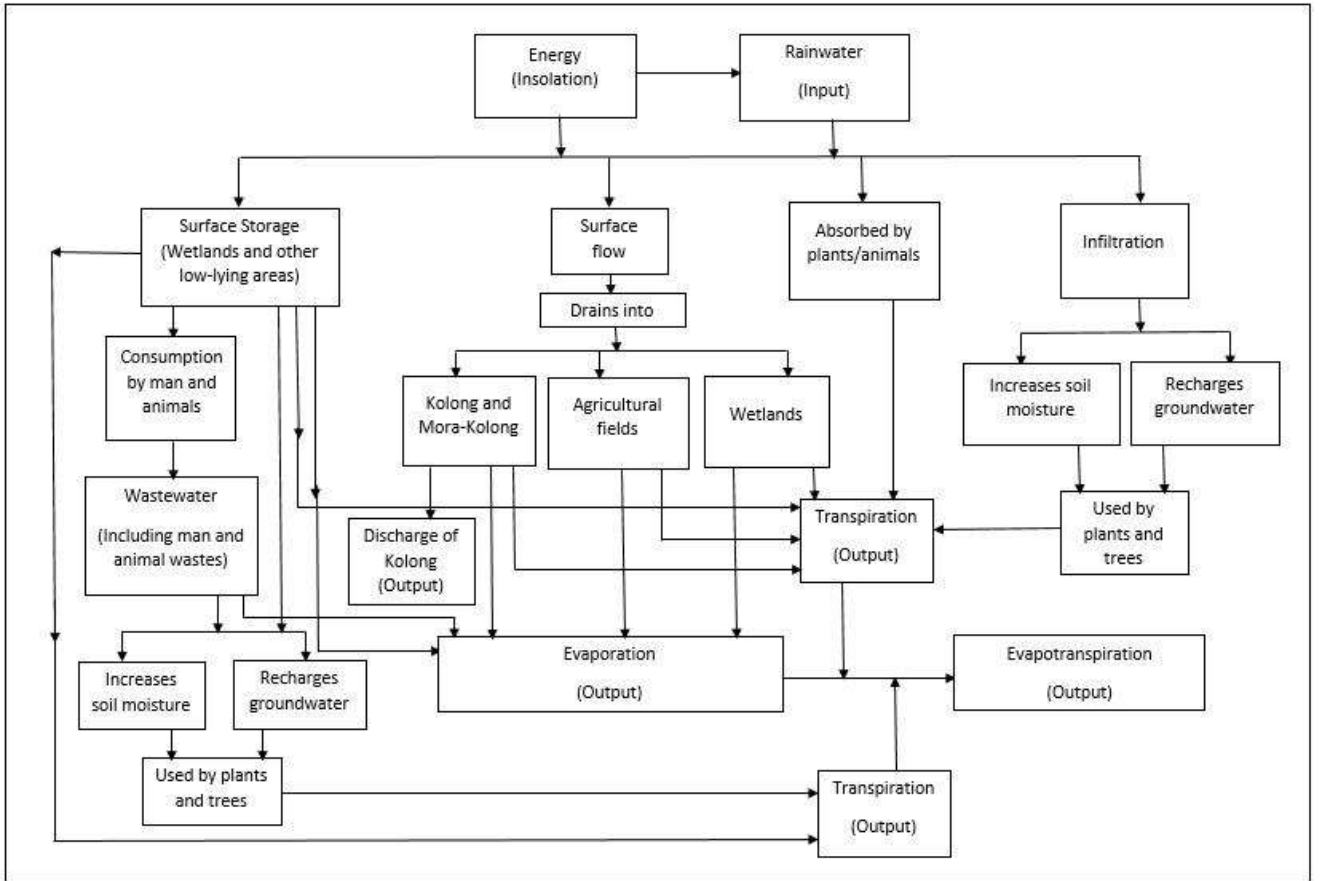 Energy
(Insolation)
Rainwater
(Input)
Surface Storage
(Wetlands and other
low-lying areas)
Surface
flow
Absorbed by
plants/animals
Infiltration
Drains into
Consumption
by man and
animals
Kolong and
Mora-Kolong
Agricultural
fields
Wetlands
Increases soil
moisture
Recharges
groundwater
Wastewater
(Including man and
animal wastes)
Discharge of
Kolong
(Output)
Transpiration
(Output)
Used by
plants and
trees
Increases
soil moisture
Recharges
groundwater
Evaporation
(Output)
Evapotranspiration
(Output)
Used by plants
and trees
Transpiration
(Output)